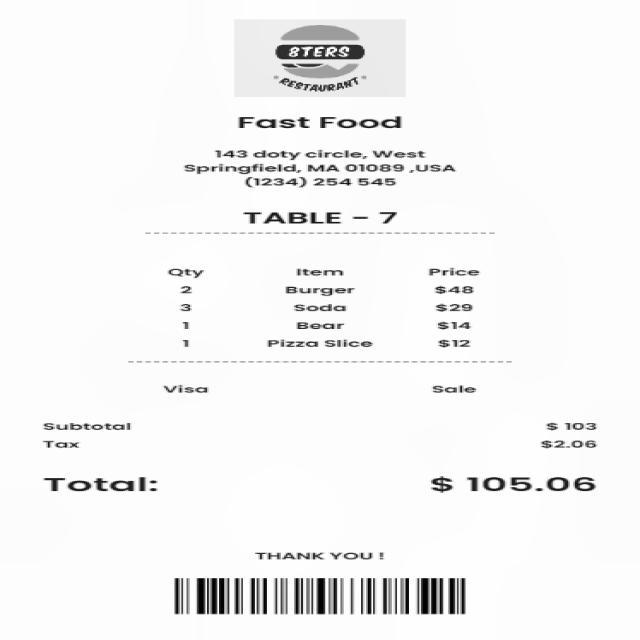 8TERS
RESTAURANT
Fast Food
143 doty circle, West
Springfield, MA 01089 ,USA
(1234) 254 545
TABLE - 7
Qty Item Price
2 Burger $48
3 Soda $29
1 Bear $14
1 Pizza Slice $12
Visa Sale
Subtotal $ 103
Tax $2.06
Total: $ 105.06
THANK YOU !